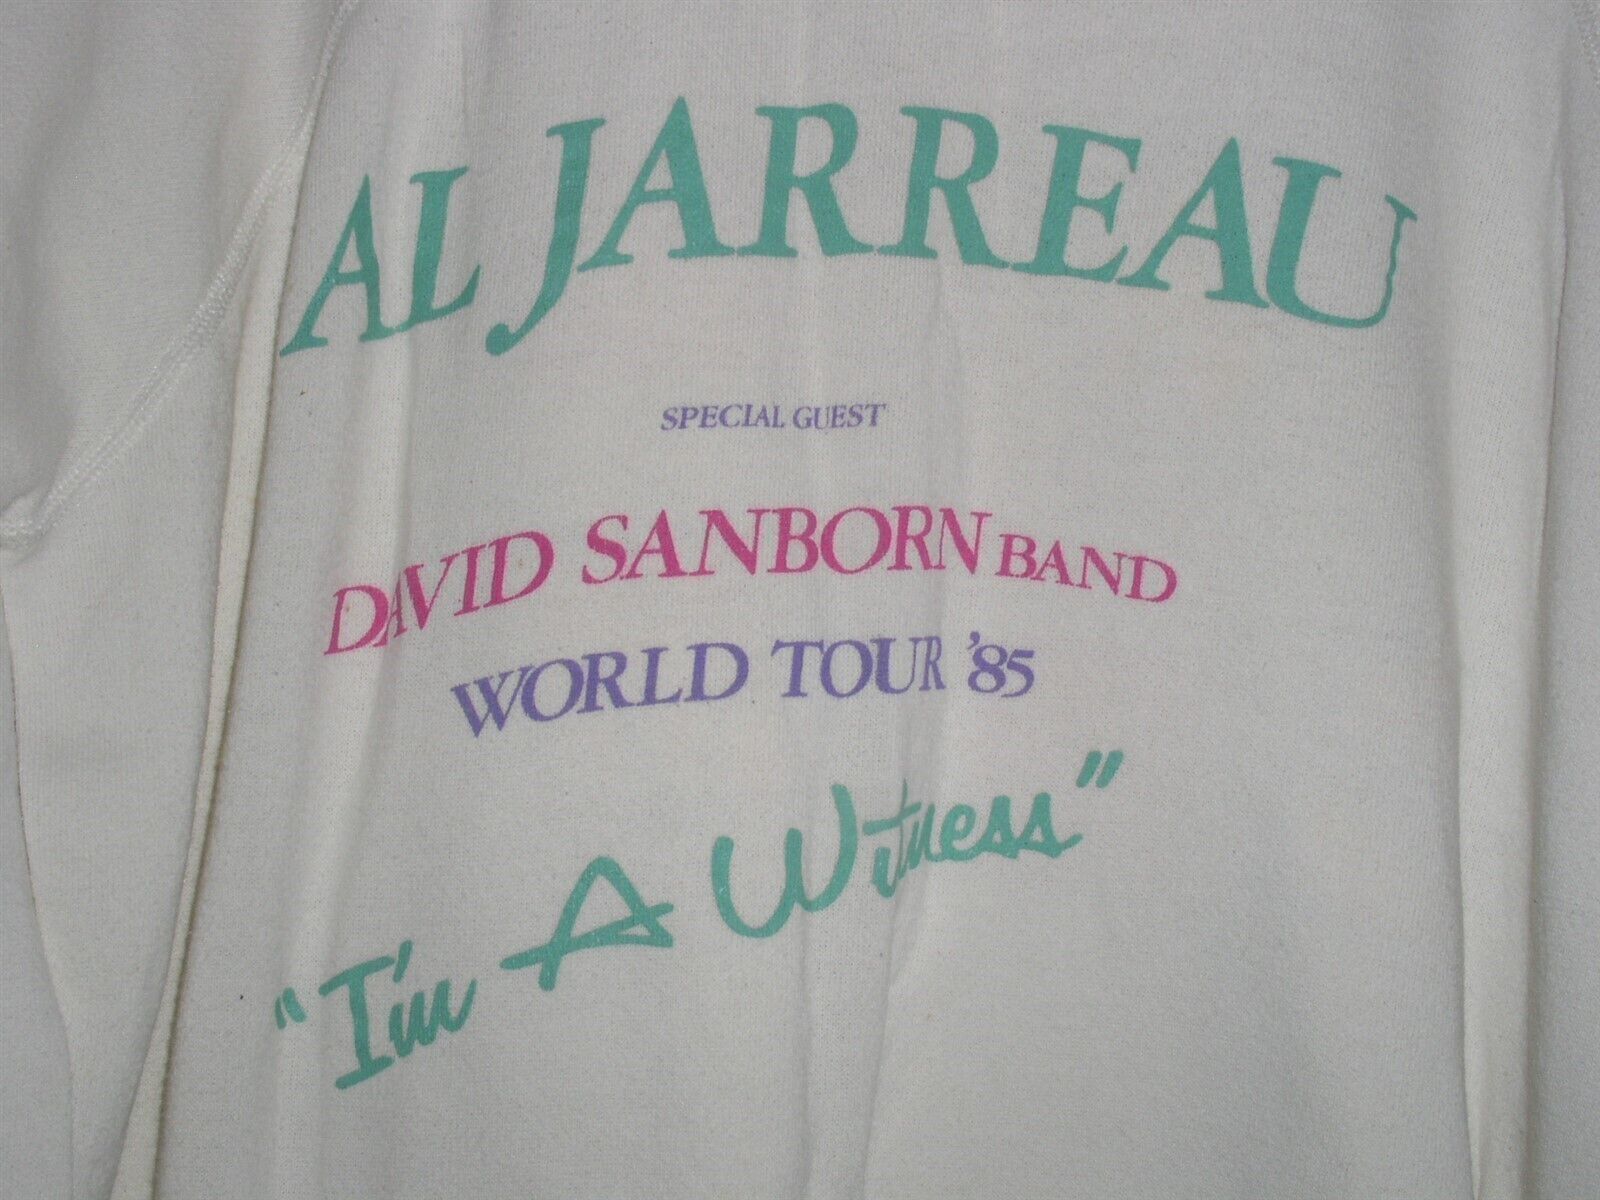 AL JARREAU
SPECIAL GUEST
DAVID SANBORN BAND
WORLD TOUR '85
"I'm A Witness"